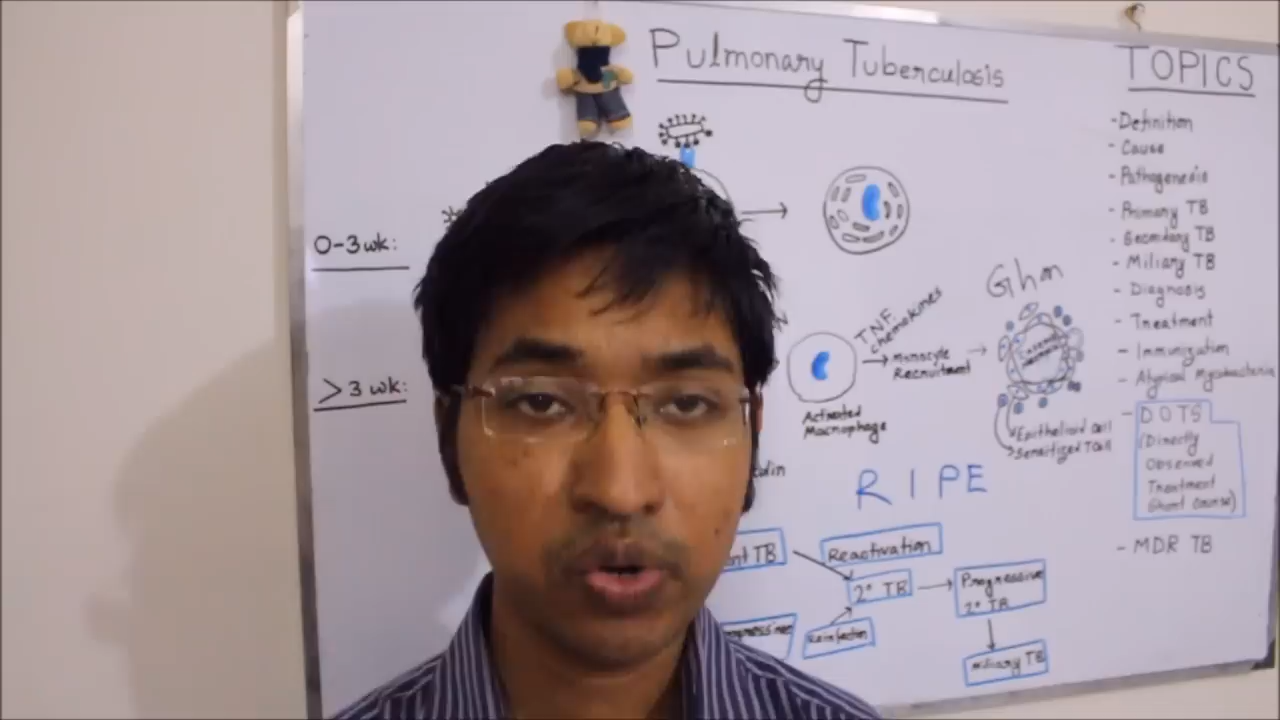 Pulmonary Tuberculosis
0-3 wk:
Ghon
TNF,
chemokines
Monocyte
Recruitment
> 3 wk:
Activated
Macrophage
Epithelioid cell
Sensitized T cell
R I P E
Reactivation
2° TB
Progressive
2° TB
Reinfection
Miliary TB
TOPICS
- Definition
- Cause
- Pathogenesis
- Primary TB
- Secondary TB
- Miliary TB
- Diagnosis
- Treatment
- Immunization
- Atypical Mycobacteria
- DOTS
(Directly
Observed
Treatment
Short Course)
- MDR TB